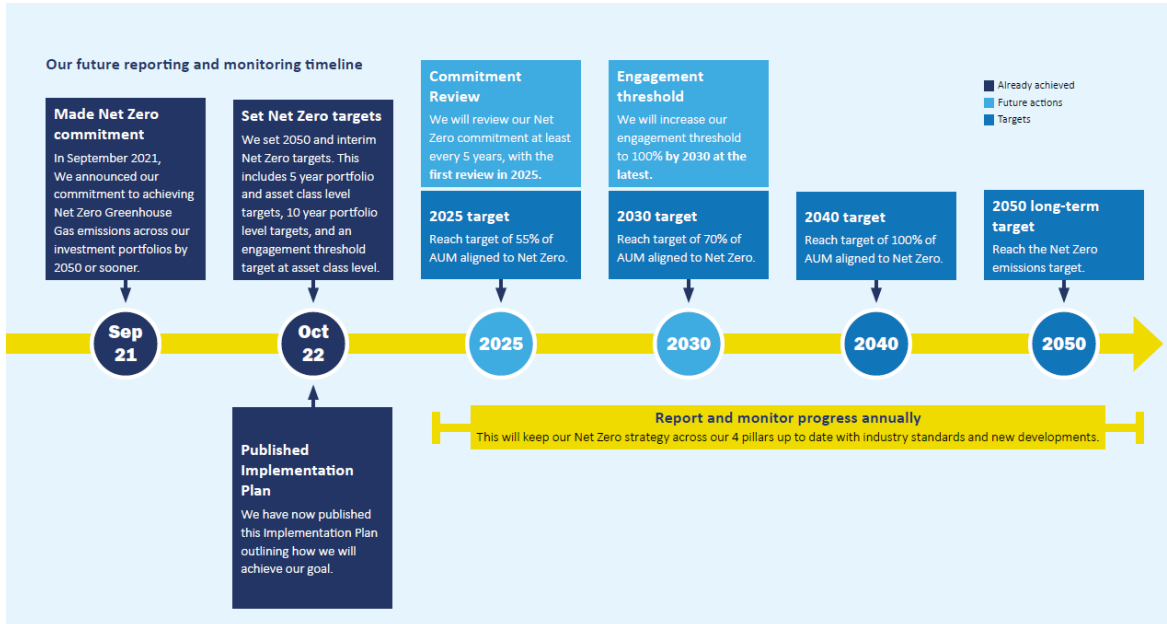 Our future reporting and monitoring timeline
Already achieved
Future actions
Targets
Made Net Zero
commitment
In September 2021,
We announced our
commitment to achieving
Net Zero Greenhouse
Gas emissions across our
investment portfolios by
2050 or sooner.
Set Net Zero targets
We set 2050 and interim
Net Zero targets. This
includes 5 year portfolio
and asset class level
targets, 10 year portfolio
level targets, and an
engagement threshold
target at asset class level.
Commitment
Review
We will review our Net
Zero commitment at least
every 5 years, with the
first review in 2025.
2025 target
Reach target of 55% of
AUM aligned to Net Zero.
Engagement
threshold
We will increase our
engagement threshold
to 100% by 2030 at the
latest.
2030 target
Reach target of 70% of
AUM aligned to Net Zero.
2040 target
Reach target of 100% of
AUM aligned to Net Zero.
2050 long-term
target
Reach the Net Zero
emissions target.
Sep
21
Oct
22
2025
2030
2040
2050
Published
Implementation
Plan
We have now published
this Implementation Plan
outlining how we will
achieve our goal.
Report and monitor progress annually
This will keep our Net Zero strategy across our 4 pillars up to date with industry standards and new developments.